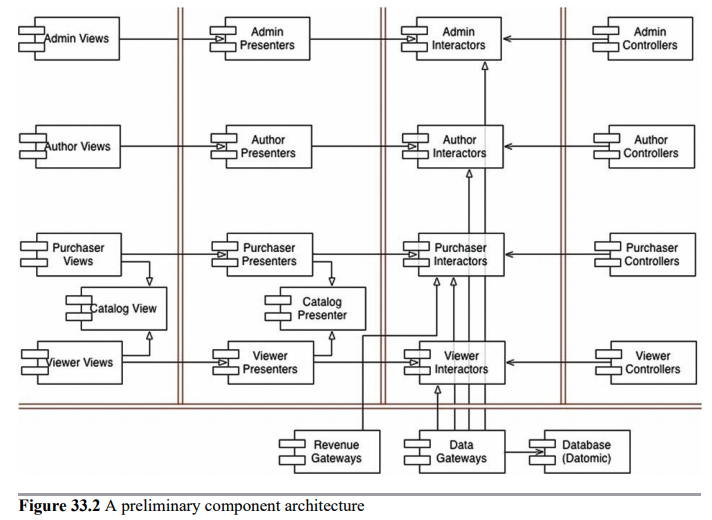 Admin Views
Admin
Presenters
Admin
Interactors
Admin
Controllers
Author Views
Author
Presenters
Author
Interactors
Author
Controllers
Purchaser
Views
Purchaser
Presenters
Purchaser
Interactors
Purchaser
Controllers
Catalog View
Catalog
Presenter
Viewer Views
Viewer
Presenters
Viewer
Interactors
Viewer
Controllers
Revenue
Gateways
Data
Gateways
Database
(Datomic)
Figure 33.2 A preliminary component architecture